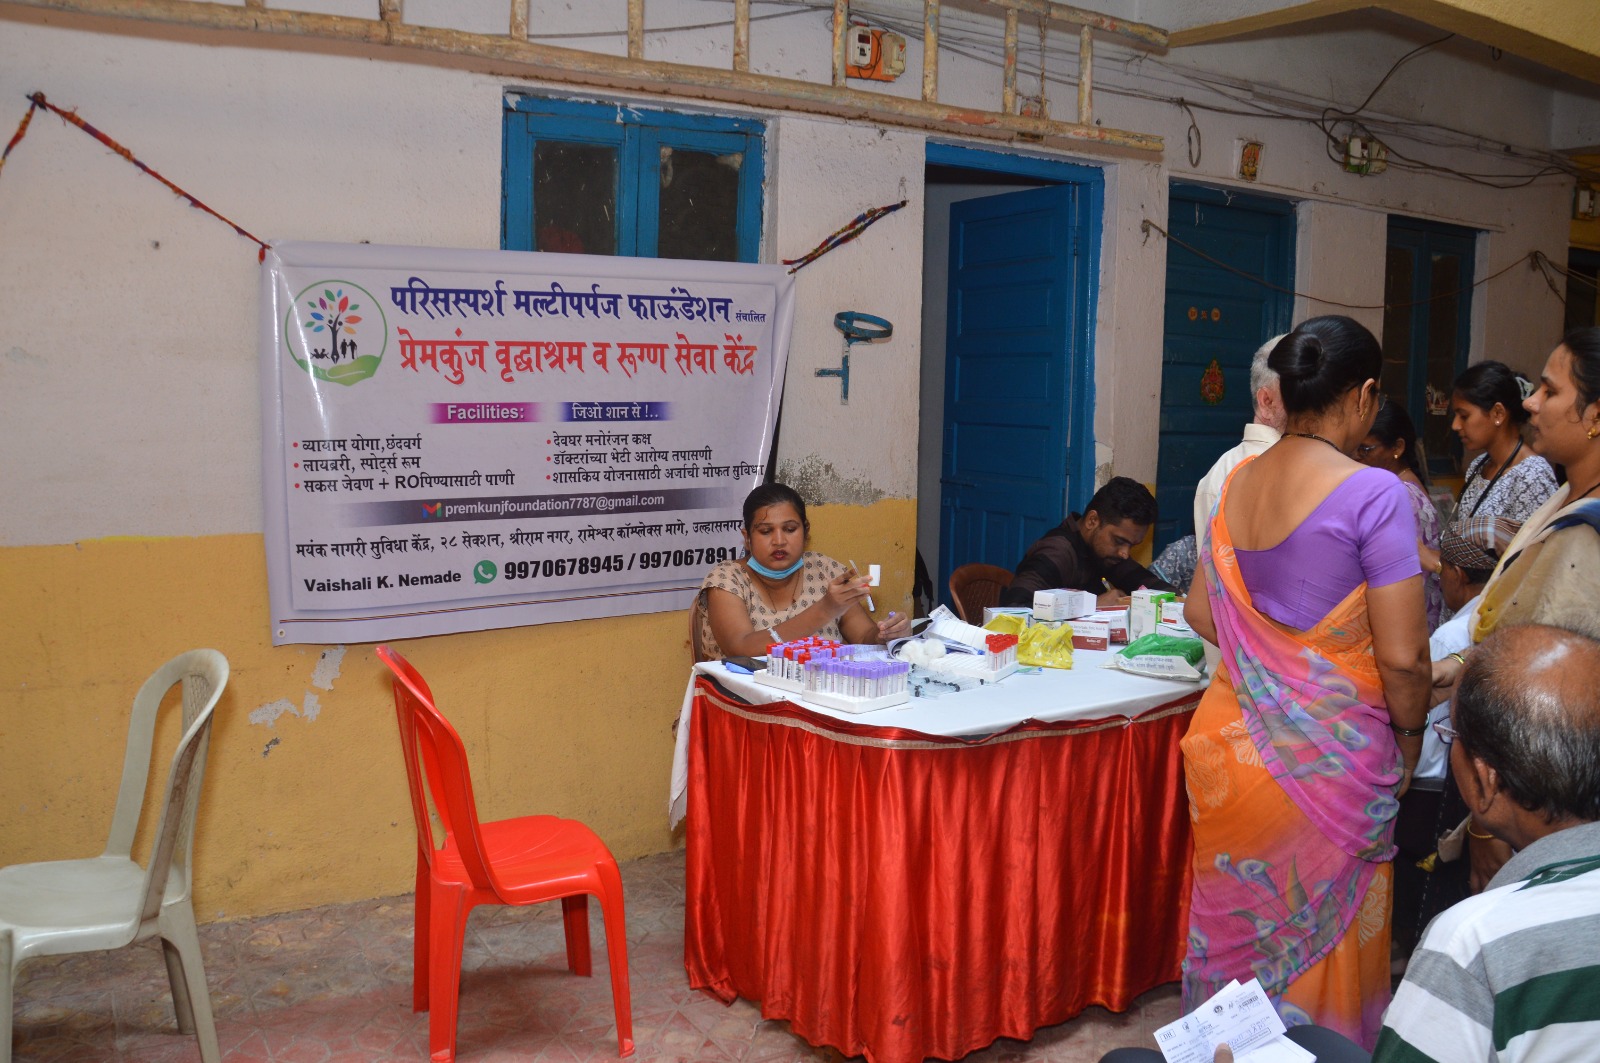 परिसस्पर्श मल्टीपर्पज फाऊंडेशन संचालित
प्रेमकुंज वृद्धाश्रम व रूग्ण सेवा केंद्र
Facilities: जिओ शान से !..
• व्यायाम योगा,छंदवर्ग
• लायब्ररी, स्पोर्ट्स रूम
• सकस जेवण + ROपिण्यासाठी पाणी
• देवघर मनोरंजन कक्ष
• डॉक्टरांच्या भेटी आरोग्य तपासणी
• शासकिय योजनासाठी अर्जाची मोफत सुविधा
premkunjfoundation7787@gmail.com
मयंक नागरी सुविधा केंद्र, २८ सेक्शन, श्रीराम नगर, रामेश्वर कॉम्प्लेक्स मागे, उल्हासनगर
Vaishali K. Nemade 9970678945 / 997067891